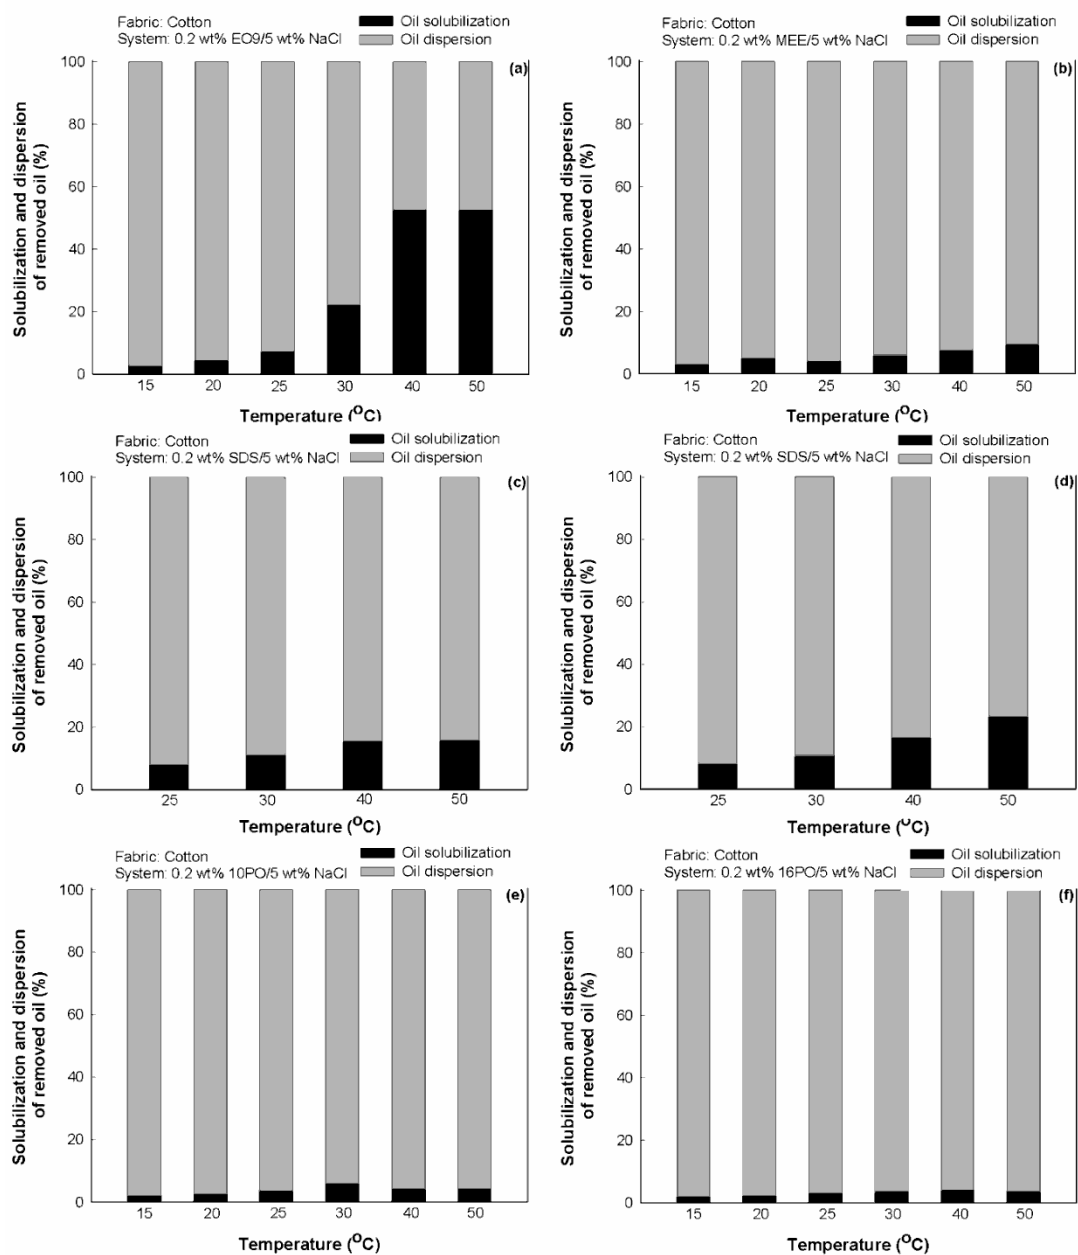 Fabric: Cotton
System: 0.2 wt% EO9/5 wt% NaCl
Oil solubilization
Oil dispersion
(a)
Solubilization and dispersion
of removed oil (%)
100
80
60
40
20
0
15 20 25 30 40 50
Temperature (°C)
Fabric: Cotton
System: 0.2 wt% MEE/5 wt% NaCl
Oil solubilization
Oil dispersion
(b)
Solubilization and dispersion
of removed oil (%)
100
80
60
40
20
0
15 20 25 30 40 50
Temperature (°C)
Fabric: Cotton
System: 0.2 wt% SDS/5 wt% NaCl
Oil solubilization
Oil dispersion
(c)
Solubilization and dispersion
of removed oil (%)
100
80
60
40
20
0
25 30 40 50
Temperature (°C)
Fabric: Cotton
System: 0.2 wt% SDS/5 wt% NaCl
Oil solubilization
Oil dispersion
(d)
Solubilization and dispersion
of removed oil (%)
100
80
60
40
20
0
25 30 40 50
Temperature (°C)
Fabric: Cotton
System: 0.2 wt% 10PO/5 wt% NaCl
Oil solubilization
Oil dispersion
(e)
Solubilization and dispersion
of removed oil (%)
100
80
60
40
20
0
15 20 25 30 40 50
Temperature (°C)
Fabric: Cotton
System: 0.2 wt% 16PO/5 wt% NaCl
Oil solubilization
Oil dispersion
(f)
Solubilization and dispersion
of removed oil (%)
100
80
60
40
20
0
15 20 25 30 40 50
Temperature (°C)